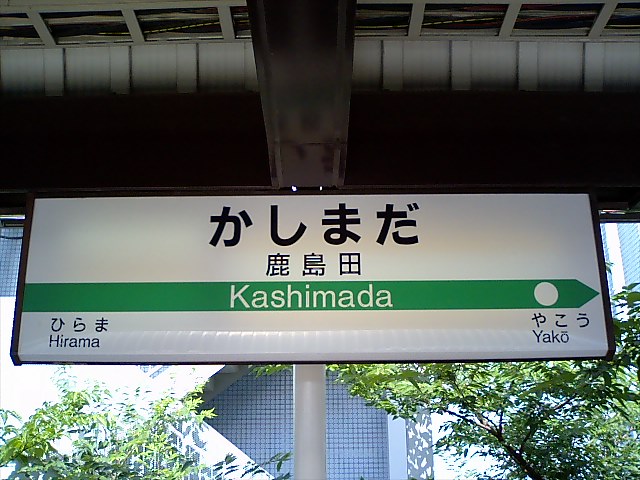 かしまだ
鹿島田
Kashimada
ひらま
Hirama
やこう
Yakō